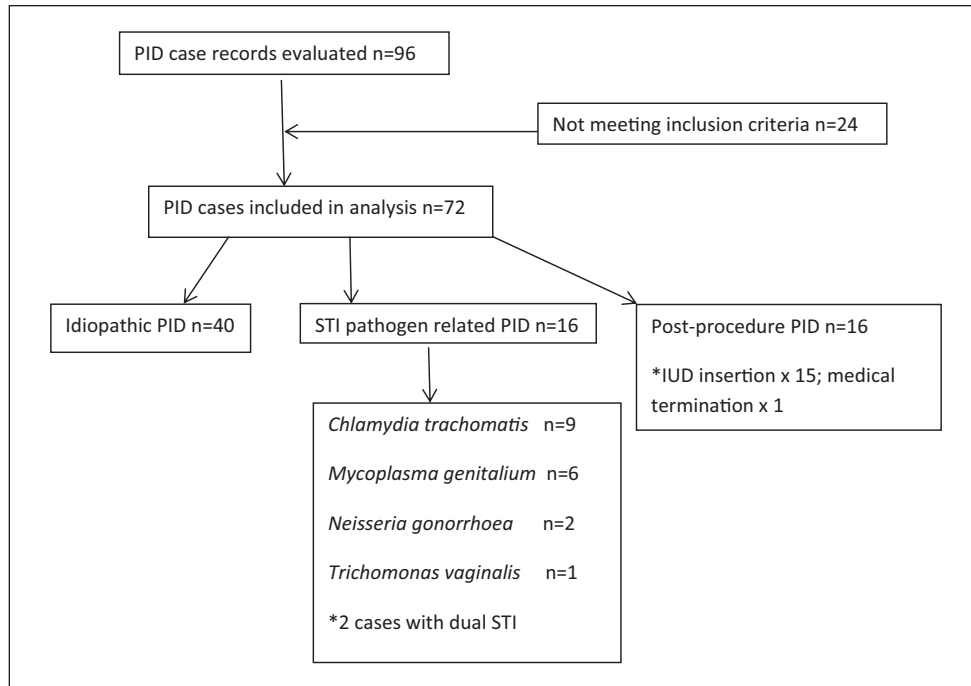 PID case records evaluated n=96
Not meeting inclusion criteria n=24
PID cases included in analysis n=72
Idiopathic PID n=40
STI pathogen related PID n=16
Post-procedure PID n=16
*IUD insertion x 15; medical
termination x 1
Chlamydia trachomatis n=9
Mycoplasma genitalium n=6
Neisseria gonorrhoea n=2
Trichomonas vaginalis n=1
*2 cases with dual STI